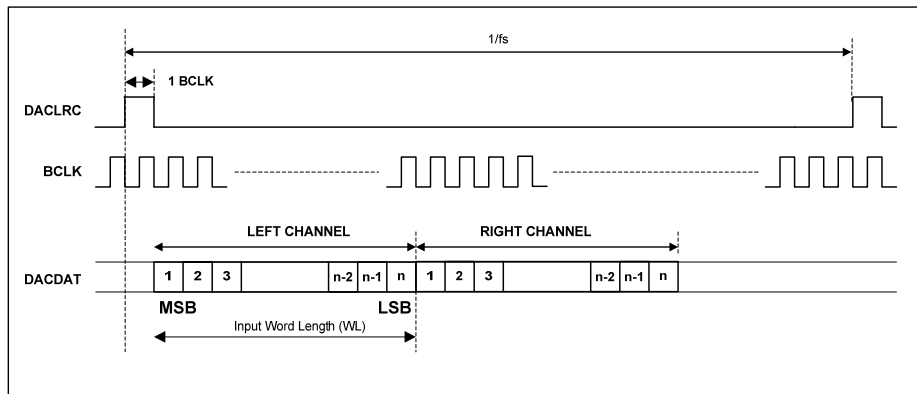 1/fs
1 BCLK
DACLRC
BCLK
LEFT CHANNEL RIGHT CHANNEL
DACDAT 1 2 3 n-2 n-1 n 1 2 3 n-2 n-1 n
MSB LSB
Input Word Length (WL)